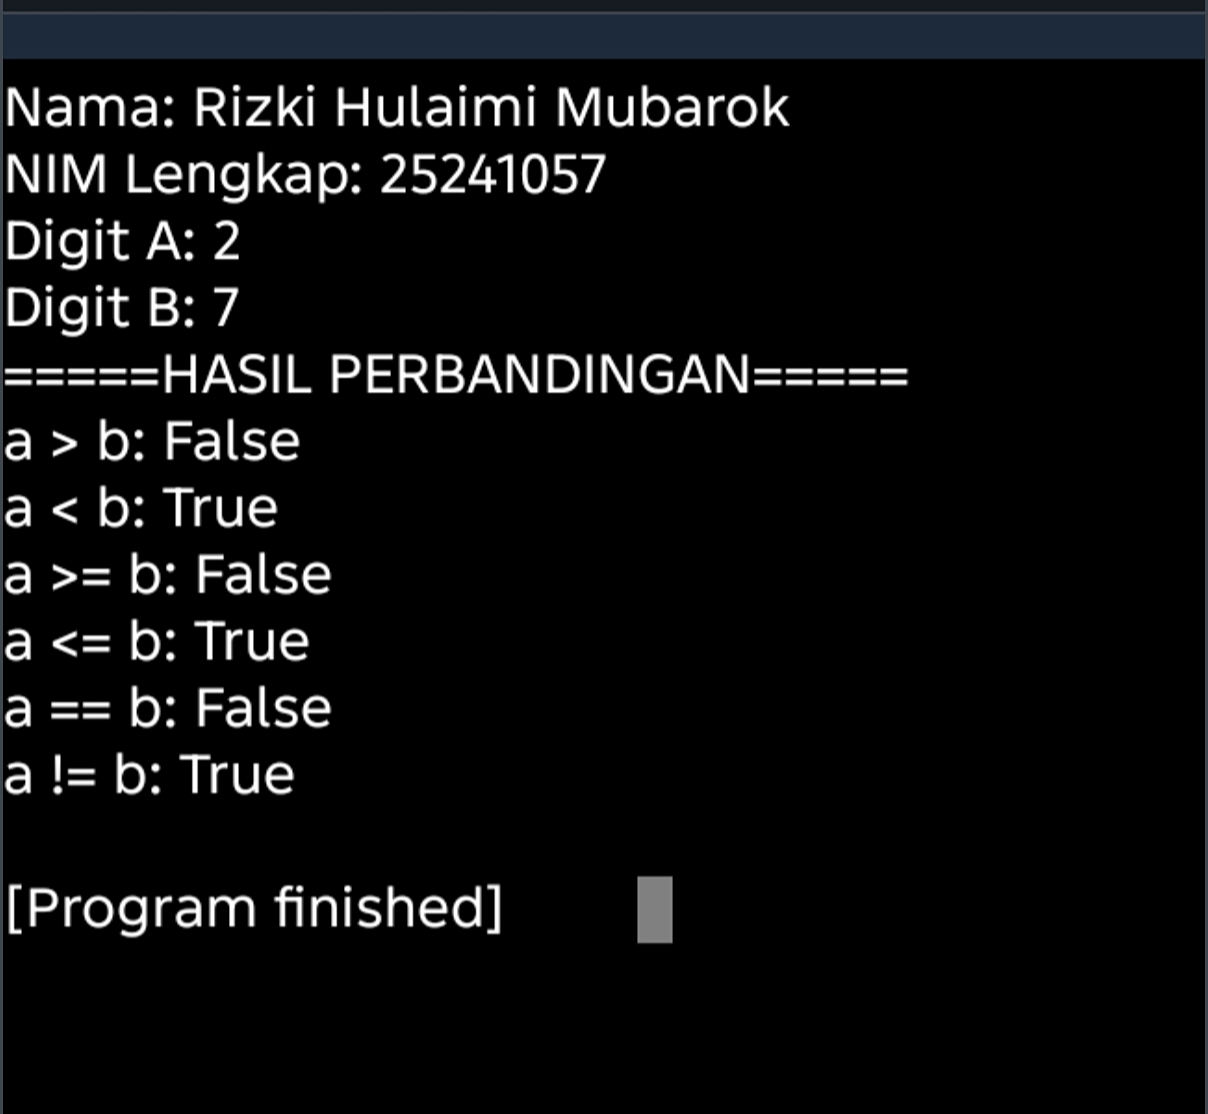 Nama: Rizki Hulaimi Mubarok
NIM Lengkap: 25241057
Digit A: 2
Digit B: 7
=====HASIL PERBANDINGAN=====
a > b: False
a < b: True
a >= b: False
a <= b: True
a == b: False
a != b: True
[Program finished]